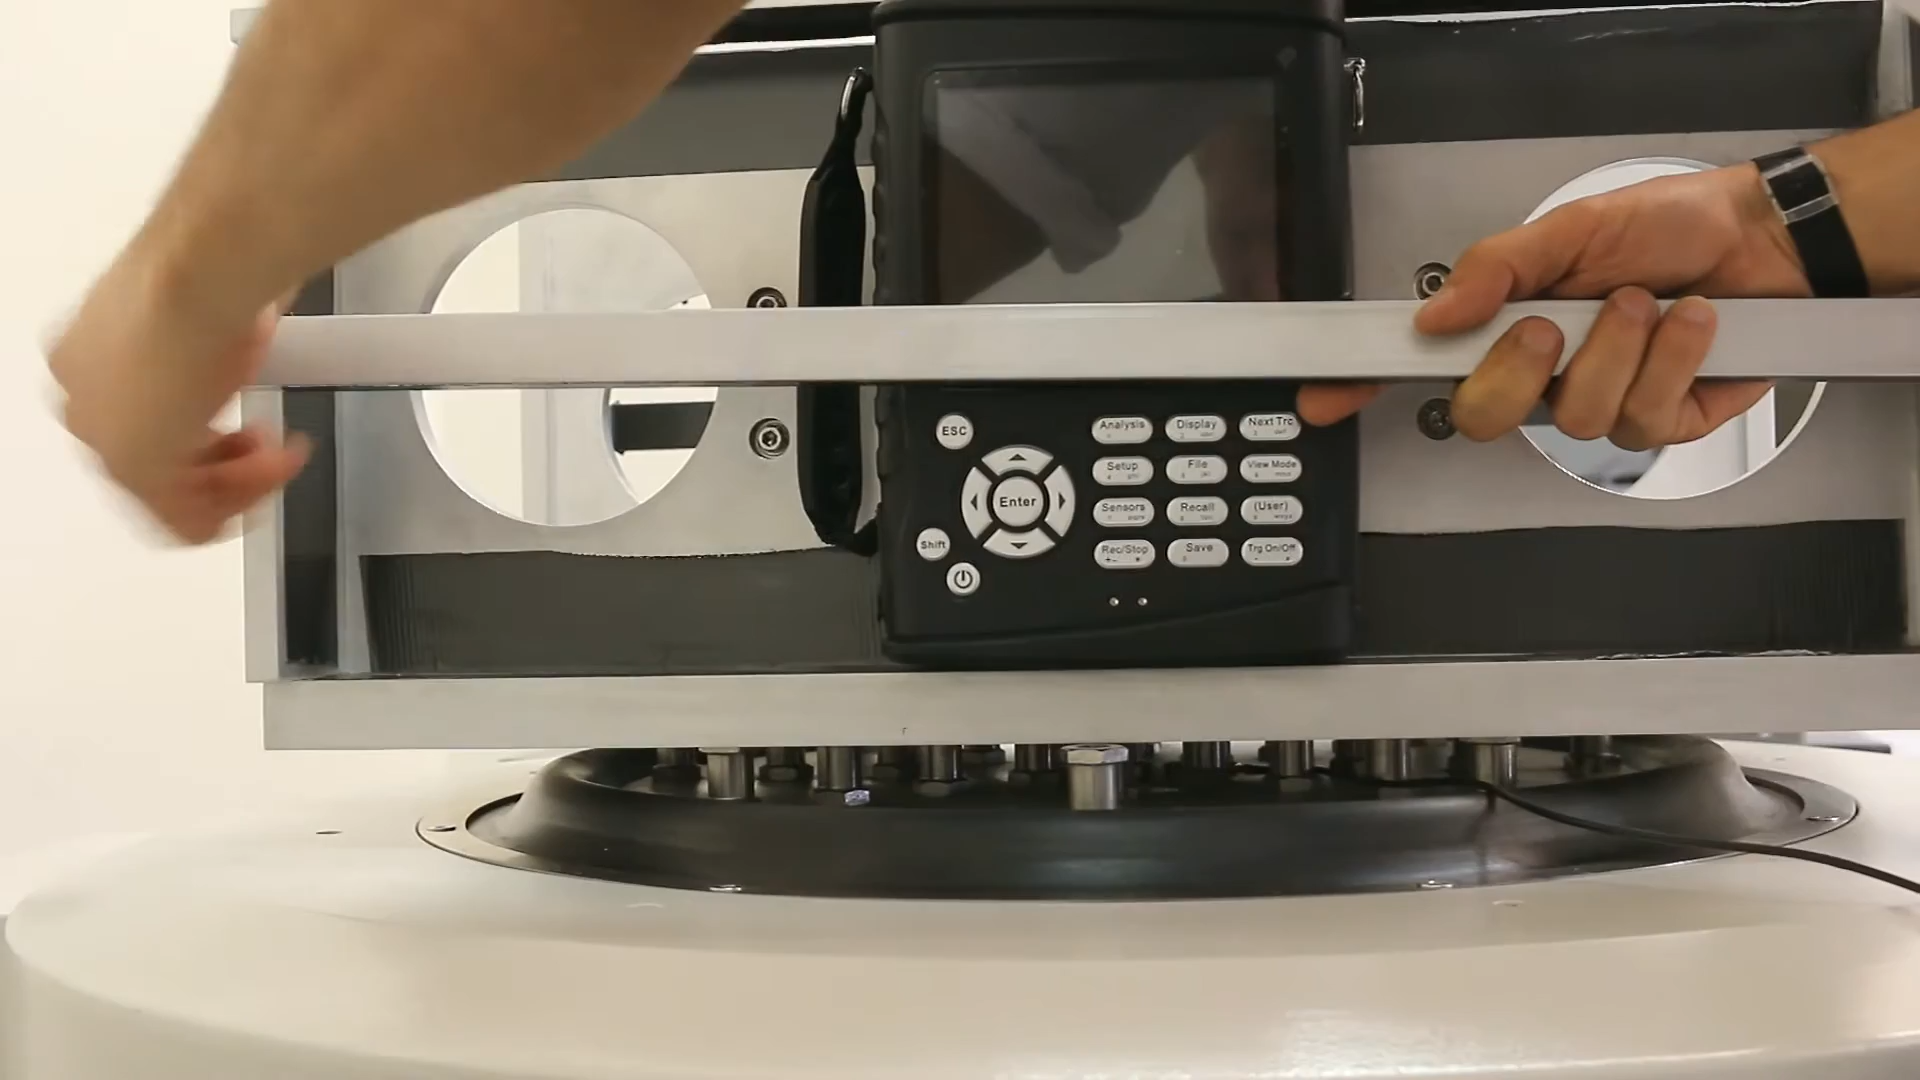 ESC
Analysis Display Next Trc
Setup File View Mode
Enter
Sensors Recall (User)
Shift
Rec/Stop Save Trg On/Off